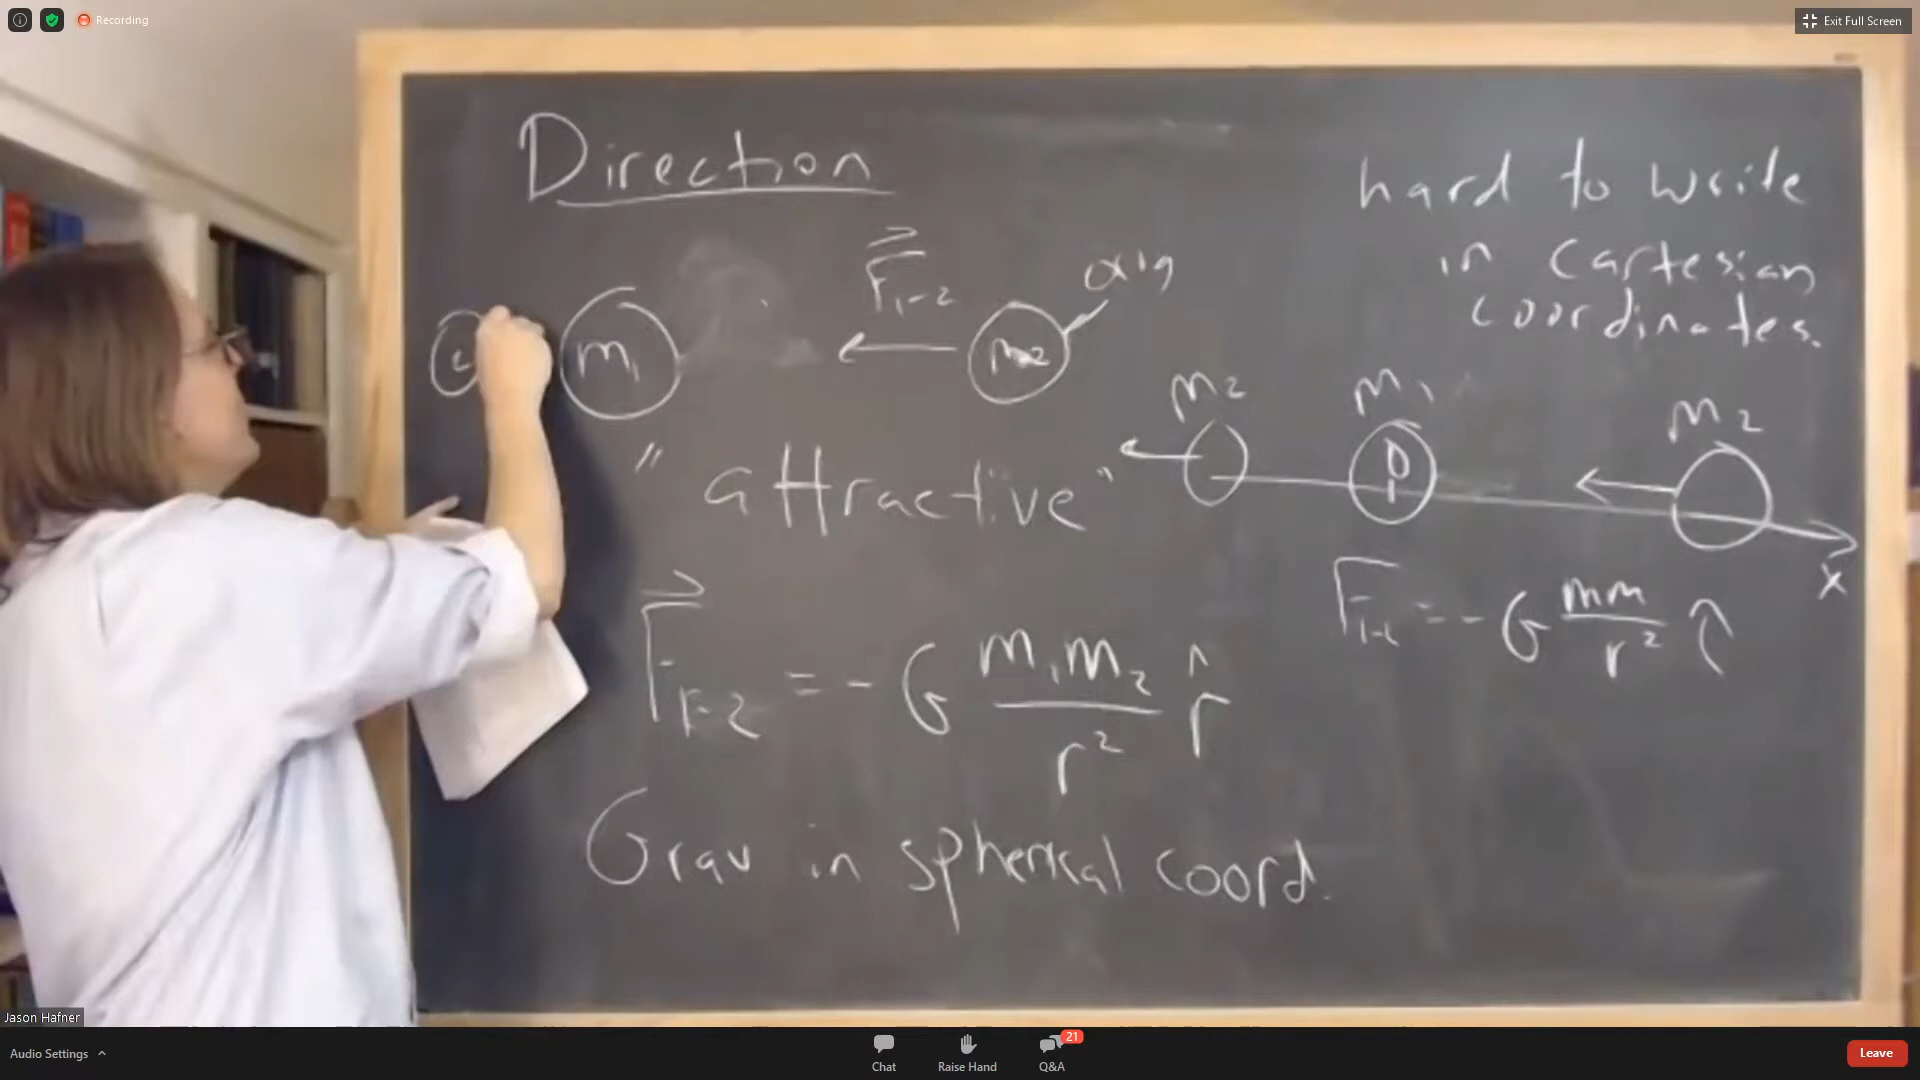 Recording
Exit Full Screen
Direction
hard to write
in Cartesian
coordinates.
F₁₋₂
m₁
m₂
"attractive"
m₂
m₁
m₂
x
F⃗₁₋₂ = - G m₁m₂ / r² r̂
F₁₋₂ = - G mm / r² î
Grav in spherical coord.
Jason Hafner
Audio Settings
Chat
Raise Hand
Q&A
21
Leave